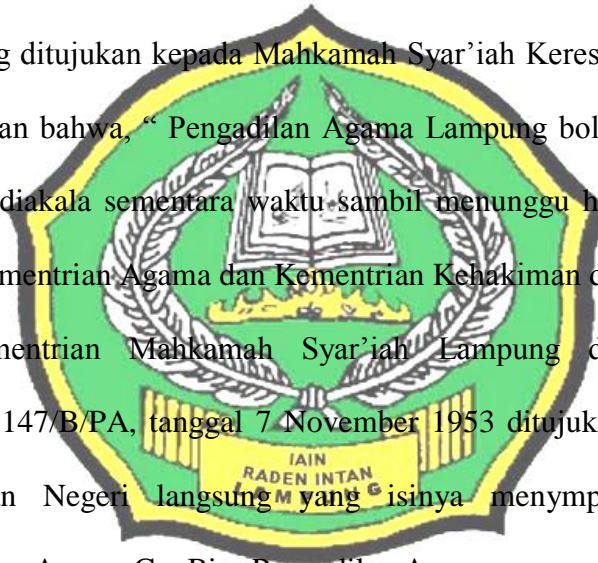 g ditujukan kepada Mahkamah Syar’iah Keres
an bahwa, “ Pengadilan Agama Lampung bol
diakala sementara waktu sambil menunggu h
mentrian Agama dan Kementrian Kehakiman d
mentrian Mahkamah Syar’iah Lampung d
147/B/PA, tanggal 7 November 1953 ditujuk
IAIN
RADEN INTAN
LAMPUNG
n Negeri langsung yang isinya menymp